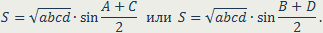 S = √abcd · sin (A + C)/2 или S = √abcd · sin (B + D)/2 .